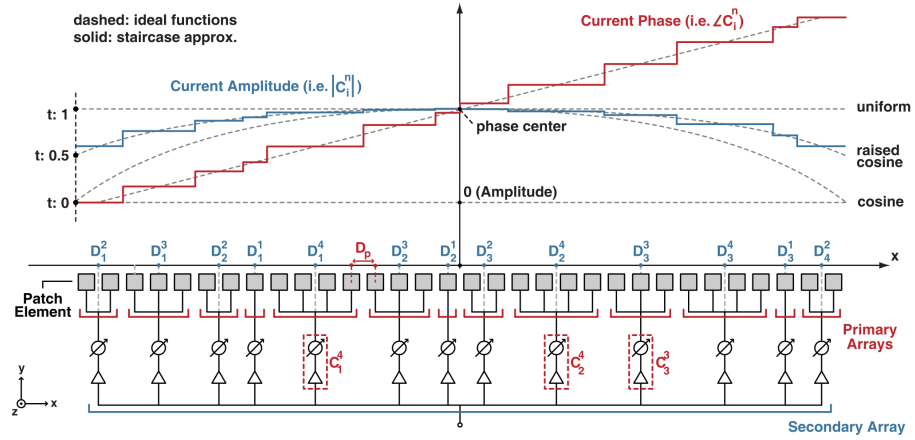 dashed: ideal functions
solid: staircase approx.
Current Phase (i.e. ∠C_i^n)
Current Amplitude (i.e. |C_i^n|)
t: 1
uniform
phase center
t: 0.5
raised
cosine
0 (Amplitude)
t: 0
cosine
D_1^2 D_1^3 D_2^2 D_1^1 D_1^4 D_p D_2^3 D_2^1 D_3^2 D_2^4 D_3^3 D_3^4 D_3^1 D_4^2
x
Patch
Element
Primary
Arrays
C_1^4 C_2^4 C_3^3
y
z x
Secondary Array